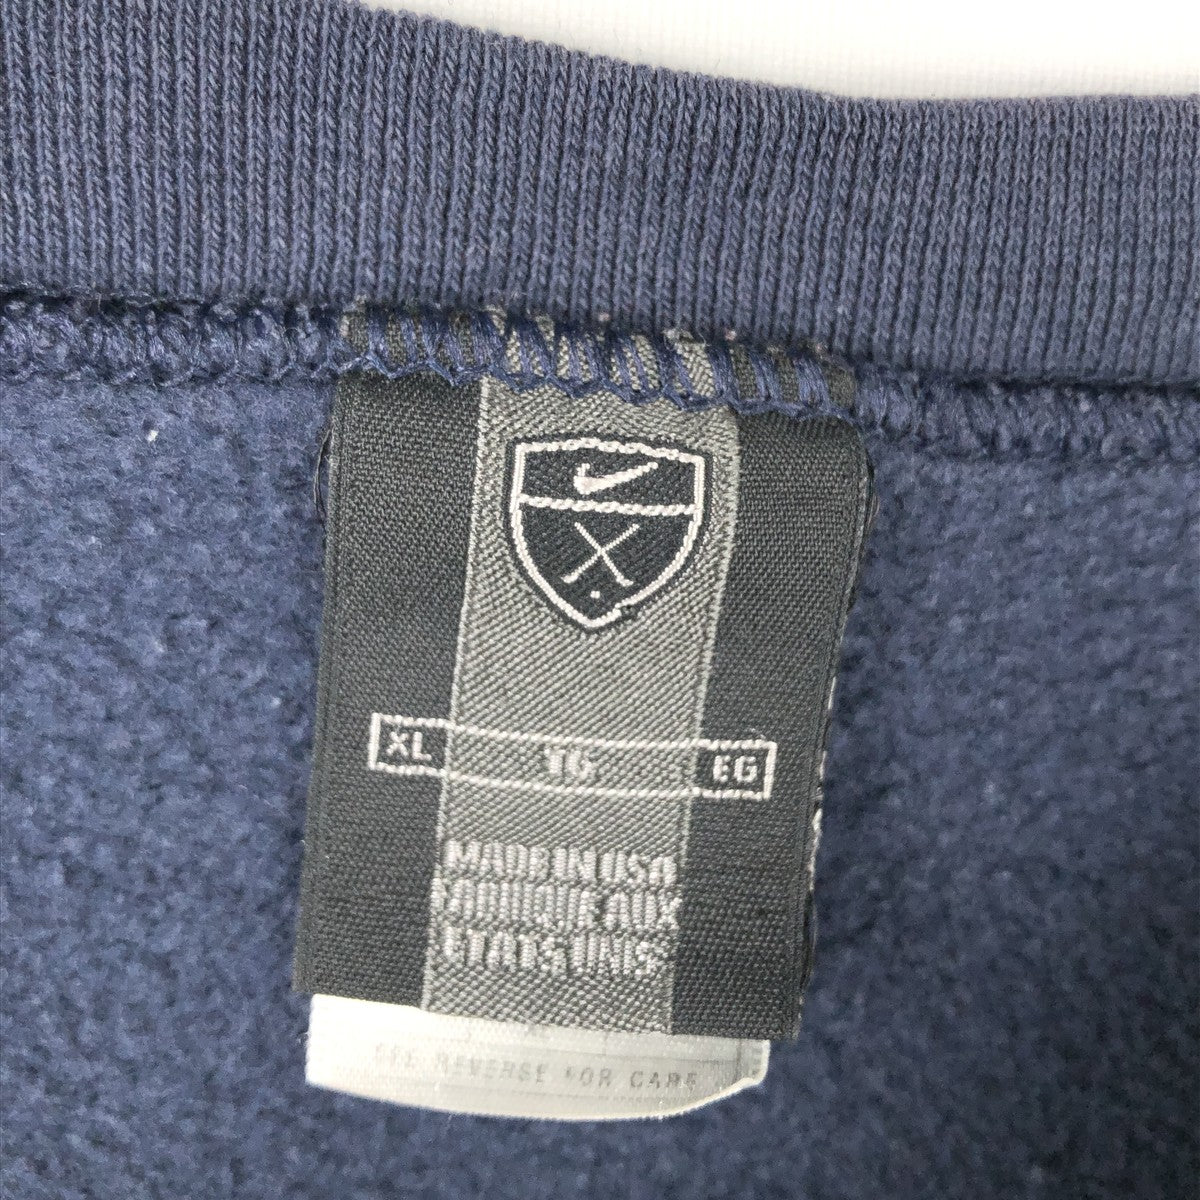 XL TG EG
MADE IN USA
FABRIQUE AUX
ETATS UNIS
SEE REVERSE FOR CARE